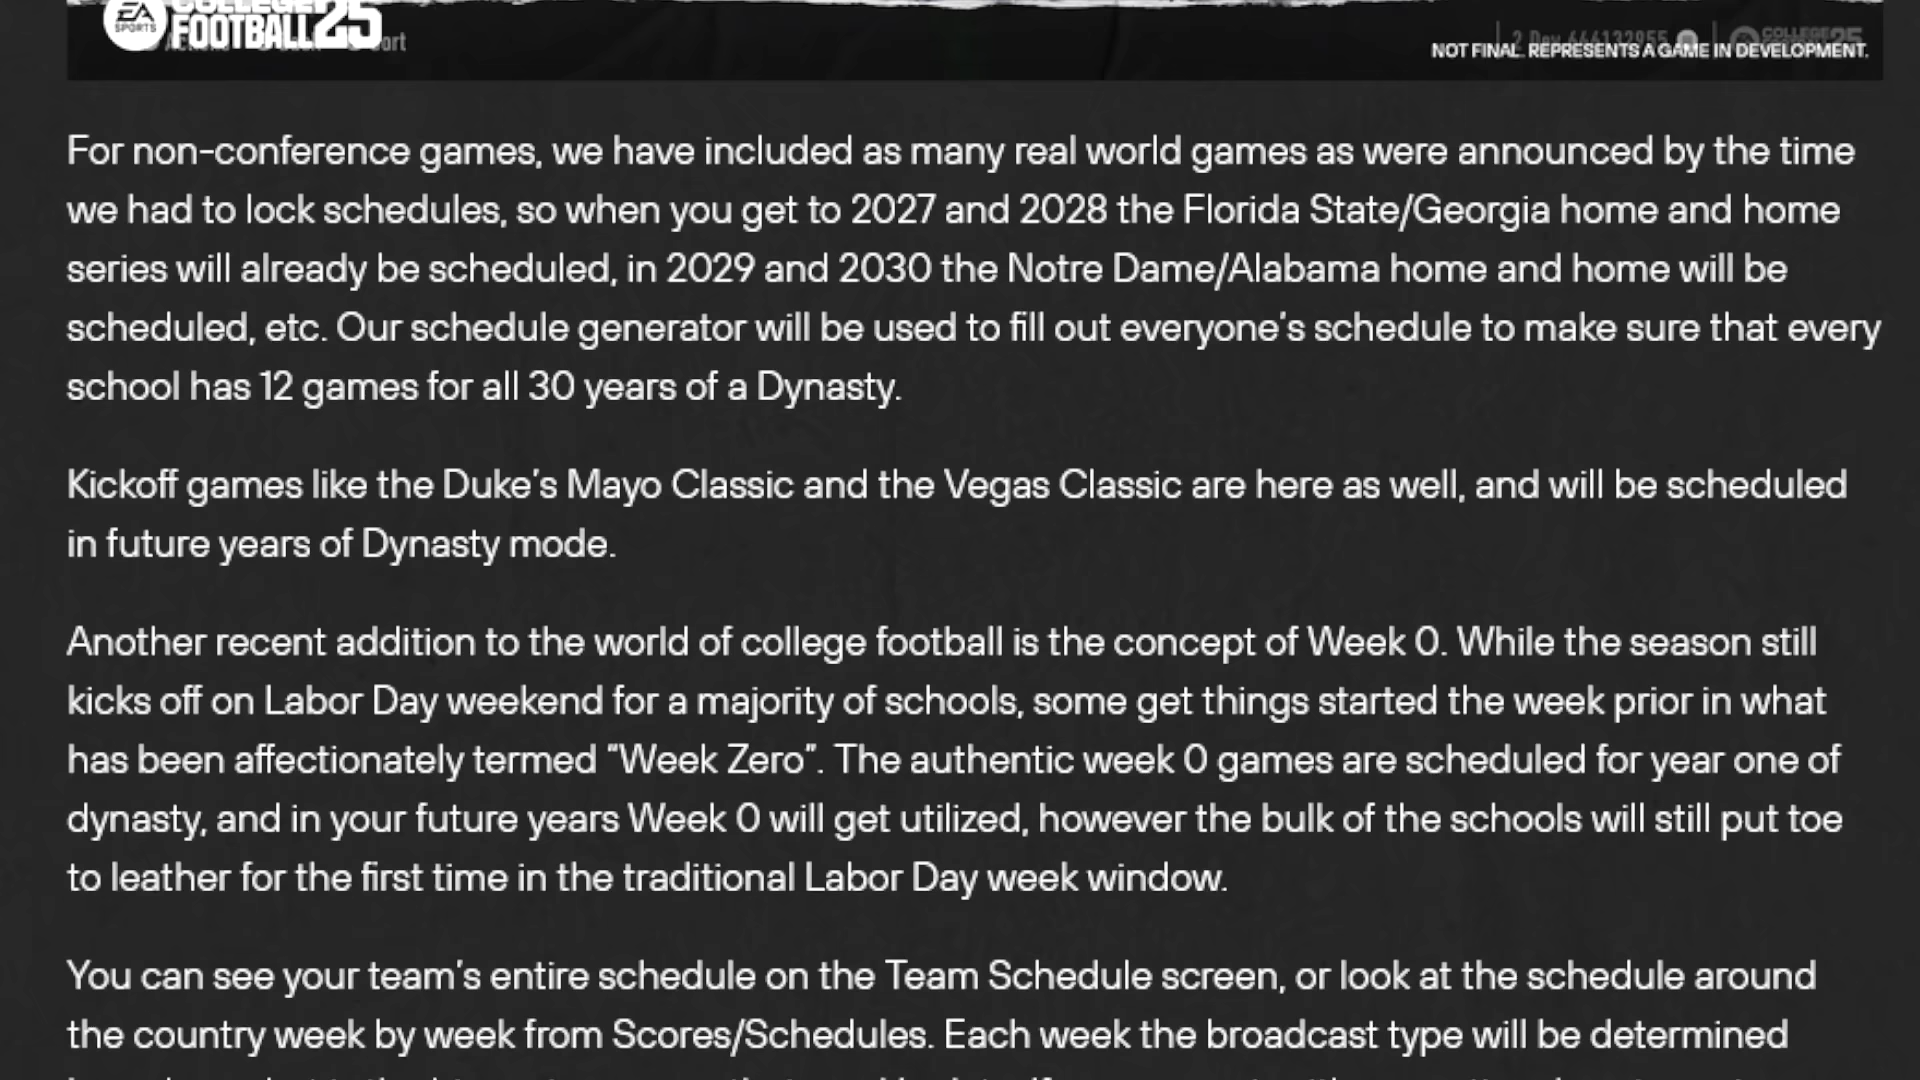 EA
SPORTS
COLLEGE
FOOTBALL 25
ort
COLLEGE
25
NOT FINAL. REPRESENTS A GAME IN DEVELOPMENT.
For non-conference games, we have included as many real world games as were announced by the time
we had to lock schedules, so when you get to 2027 and 2028 the Florida State/Georgia home and home
series will already be scheduled, in 2029 and 2030 the Notre Dame/Alabama home and home will be
scheduled, etc. Our schedule generator will be used to fill out everyone’s schedule to make sure that every
school has 12 games for all 30 years of a Dynasty.
Kickoff games like the Duke’s Mayo Classic and the Vegas Classic are here as well, and will be scheduled
in future years of Dynasty mode.
Another recent addition to the world of college football is the concept of Week 0. While the season still
kicks off on Labor Day weekend for a majority of schools, some get things started the week prior in what
has been affectionately termed “Week Zero”. The authentic week 0 games are scheduled for year one of
dynasty, and in your future years Week 0 will get utilized, however the bulk of the schools will still put toe
to leather for the first time in the traditional Labor Day week window.
You can see your team’s entire schedule on the Team Schedule screen, or look at the schedule around
the country week by week from Scores/Schedules. Each week the broadcast type will be determined